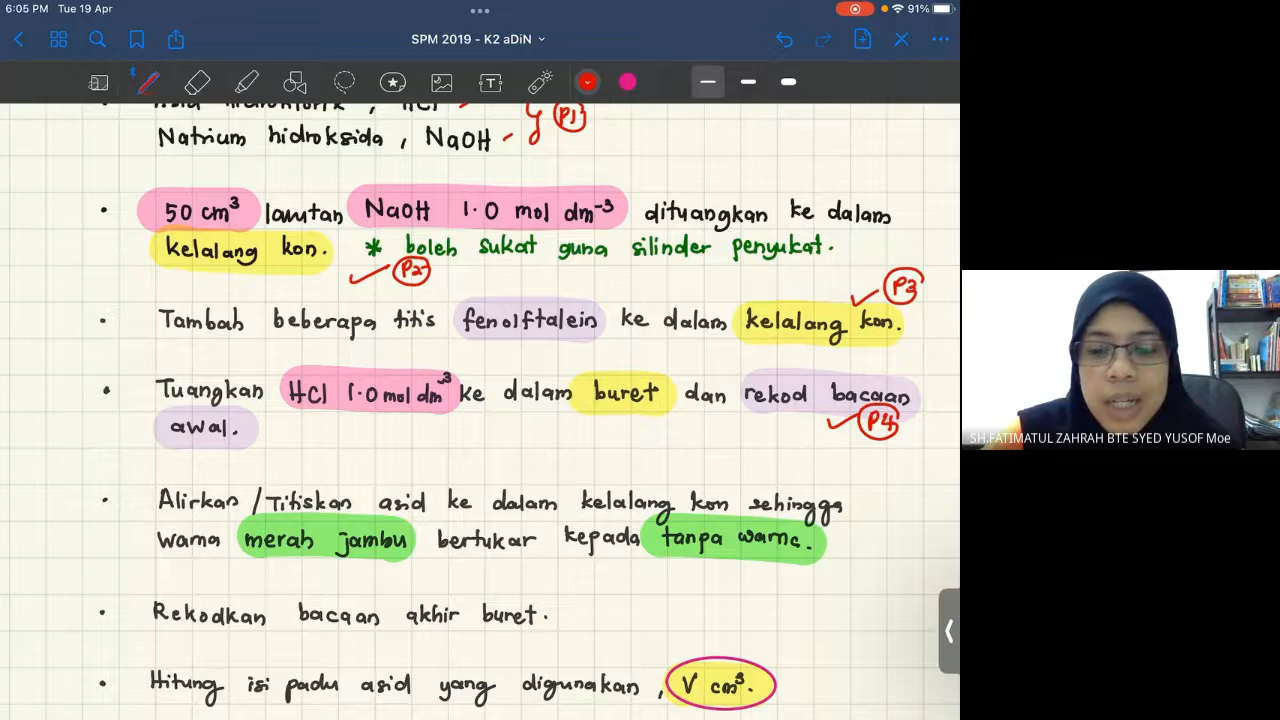 6:05 PM Tue 19 Apr
91%
SPM 2019 - K2 aDiN
T
HCl
P1
Natrium hidroksida, NaOH
50 cm³ larutan NaOH 1.0 mol dm⁻³ dituangkan ke dalam
kelalang kon. * boleh sukat guna silinder penyukat.
P2
P3
Tambah beberapa titis fenolftalein ke dalam kelalang kon.
Tuangkan HCl 1.0 mol dm⁻³ ke dalam buret dan rekod bacaan
awal.
P4
SH.FATIMATUL ZAHRAH BTE SYED YUSOF Moe
Alirkan / Titiskan asid ke dalam kelalang kon sehingga
warna merah jambu bertukar kepada tanpa warna.
Rekodkan bacaan akhir buret.
Hitung isi padu asid yang digunakan, V cm³.